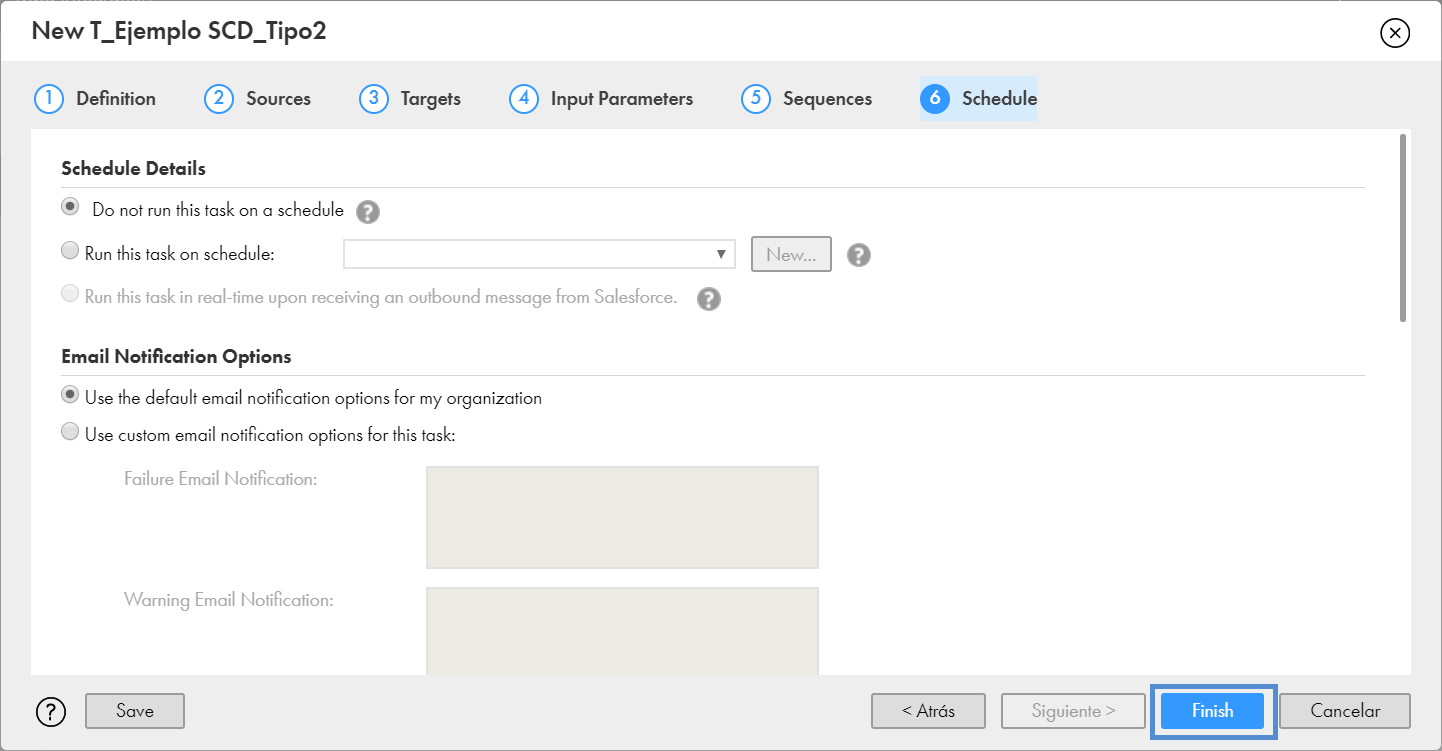 New T_Ejemplo SCD_Tipo2
1 Definition 2 Sources 3 Targets 4 Input Parameters 5 Sequences 6 Schedule
Schedule Details
Do not run this task on a schedule ?
Run this task on schedule: New... ?
Run this task in real-time upon receiving an outbound message from Salesforce. ?
Email Notification Options
Use the default email notification options for my organization
Use custom email notification options for this task:
Failure Email Notification:
Warning Email Notification:
? Save < Atrás Siguiente > Finish Cancelar